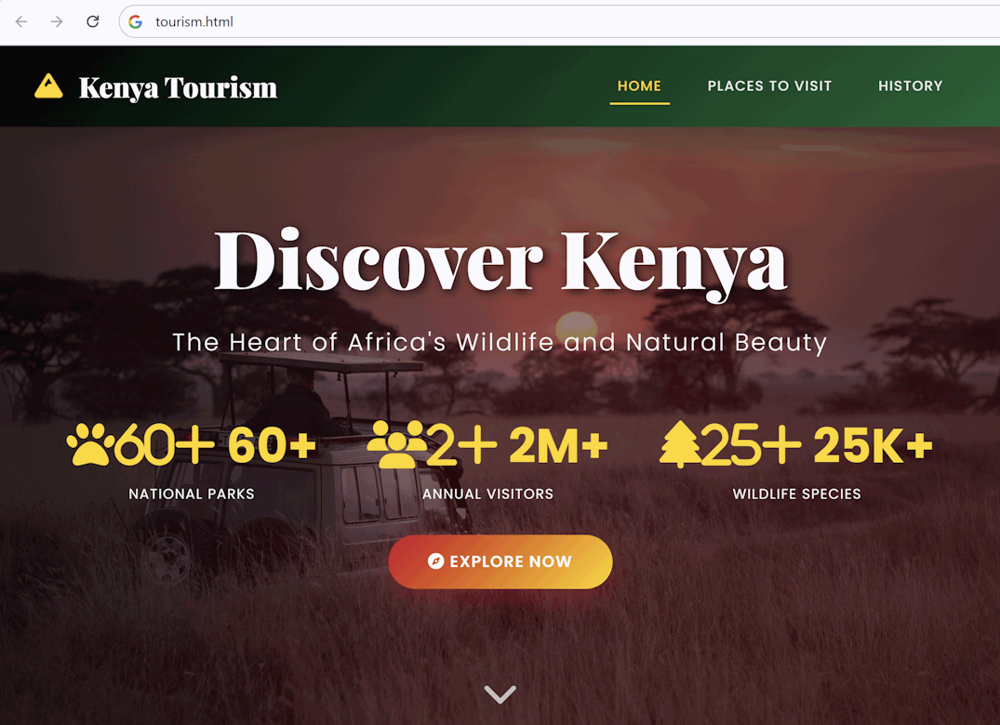 tourism.html
Kenya Tourism
HOME
PLACES TO VISIT
HISTORY
Discover Kenya
The Heart of Africa's Wildlife and Natural Beauty
60+ 60+
2+ 2M+
25+ 25K+
NATIONAL PARKS
ANNUAL VISITORS
WILDLIFE SPECIES
EXPLORE NOW